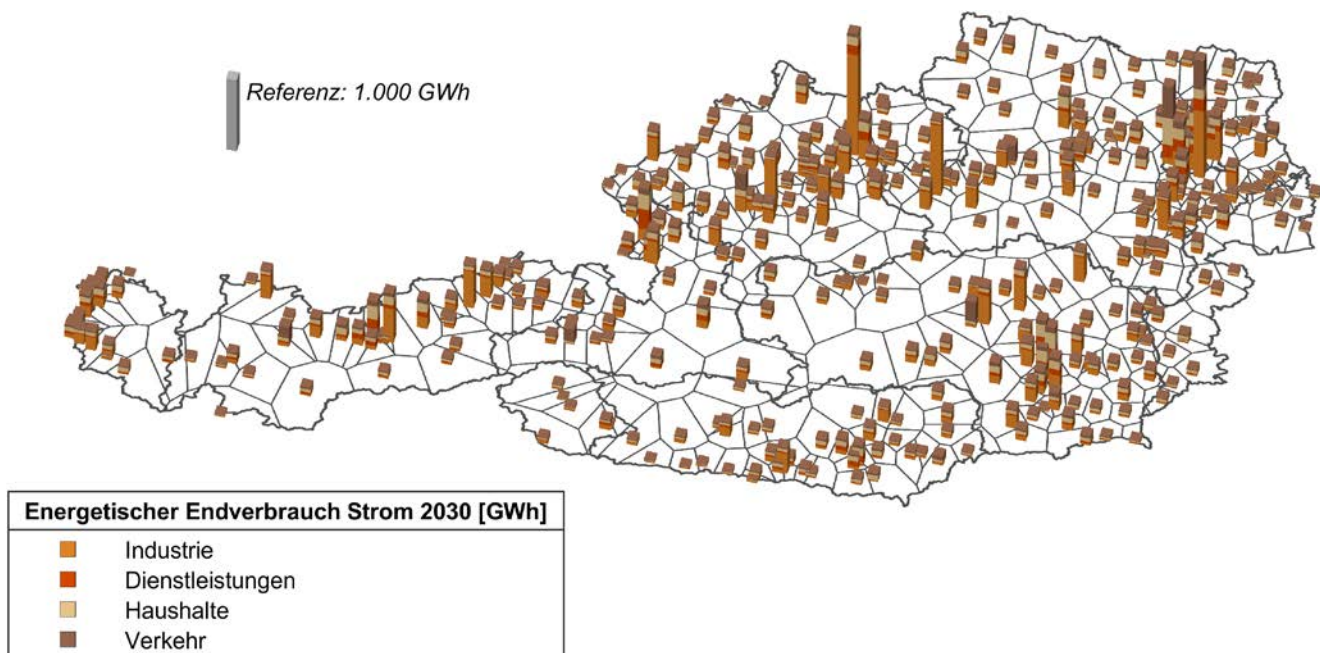 Referenz: 1.000 GWh
Energetischer Endverbrauch Strom 2030 [GWh]
Industrie
Dienstleistungen
Haushalte
Verkehr